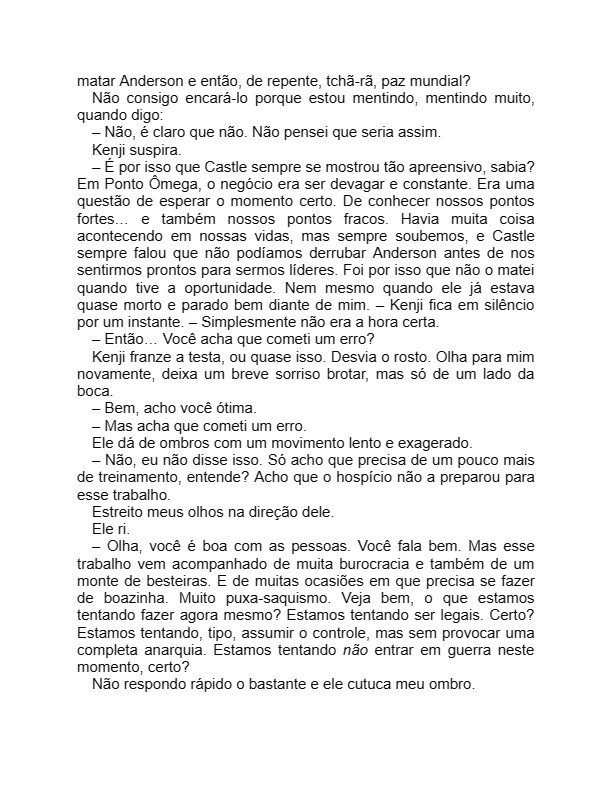 matar Anderson e então, de repente, tchã-rã, paz mundial?
Não consigo encará-lo porque estou mentindo, mentindo muito,
quando digo:
– Não, é claro que não. Não pensei que seria assim.
Kenji suspira.
– É por isso que Castle sempre se mostrou tão apreensivo, sabia?
Em Ponto Ômega, o negócio era ser devagar e constante. Era uma
questão de esperar o momento certo. De conhecer nossos pontos
fortes… e também nossos pontos fracos. Havia muita coisa
acontecendo em nossas vidas, mas sempre soubemos, e Castle
sempre falou que não podíamos derrubar Anderson antes de nos
sentirmos prontos para sermos líderes. Foi por isso que não o matei
quando tive a oportunidade. Nem mesmo quando ele já estava
quase morto e parado bem diante de mim. – Kenji fica em silêncio
por um instante. – Simplesmente não era a hora certa.
– Então… Você acha que cometi um erro?
Kenji franze a testa, ou quase isso. Desvia o rosto. Olha para mim
novamente, deixa um breve sorriso brotar, mas só de um lado da
boca.
– Bem, acho você ótima.
– Mas acha que cometi um erro.
Ele dá de ombros com um movimento lento e exagerado.
– Não, eu não disse isso. Só acho que precisa de um pouco mais
de treinamento, entende? Acho que o hospício não a preparou para
esse trabalho.
Estreito meus olhos na direção dele.
Ele ri.
– Olha, você é boa com as pessoas. Você fala bem. Mas esse
trabalho vem acompanhado de muita burocracia e também de um
monte de besteiras. E de muitas ocasiões em que precisa se fazer
de boazinha. Muito puxa-saquismo. Veja bem, o que estamos
tentando fazer agora mesmo? Estamos tentando ser legais. Certo?
Estamos tentando, tipo, assumir o controle, mas sem provocar uma
completa anarquia. Estamos tentando não entrar em guerra neste
momento, certo?
Não respondo rápido o bastante e ele cutuca meu ombro.